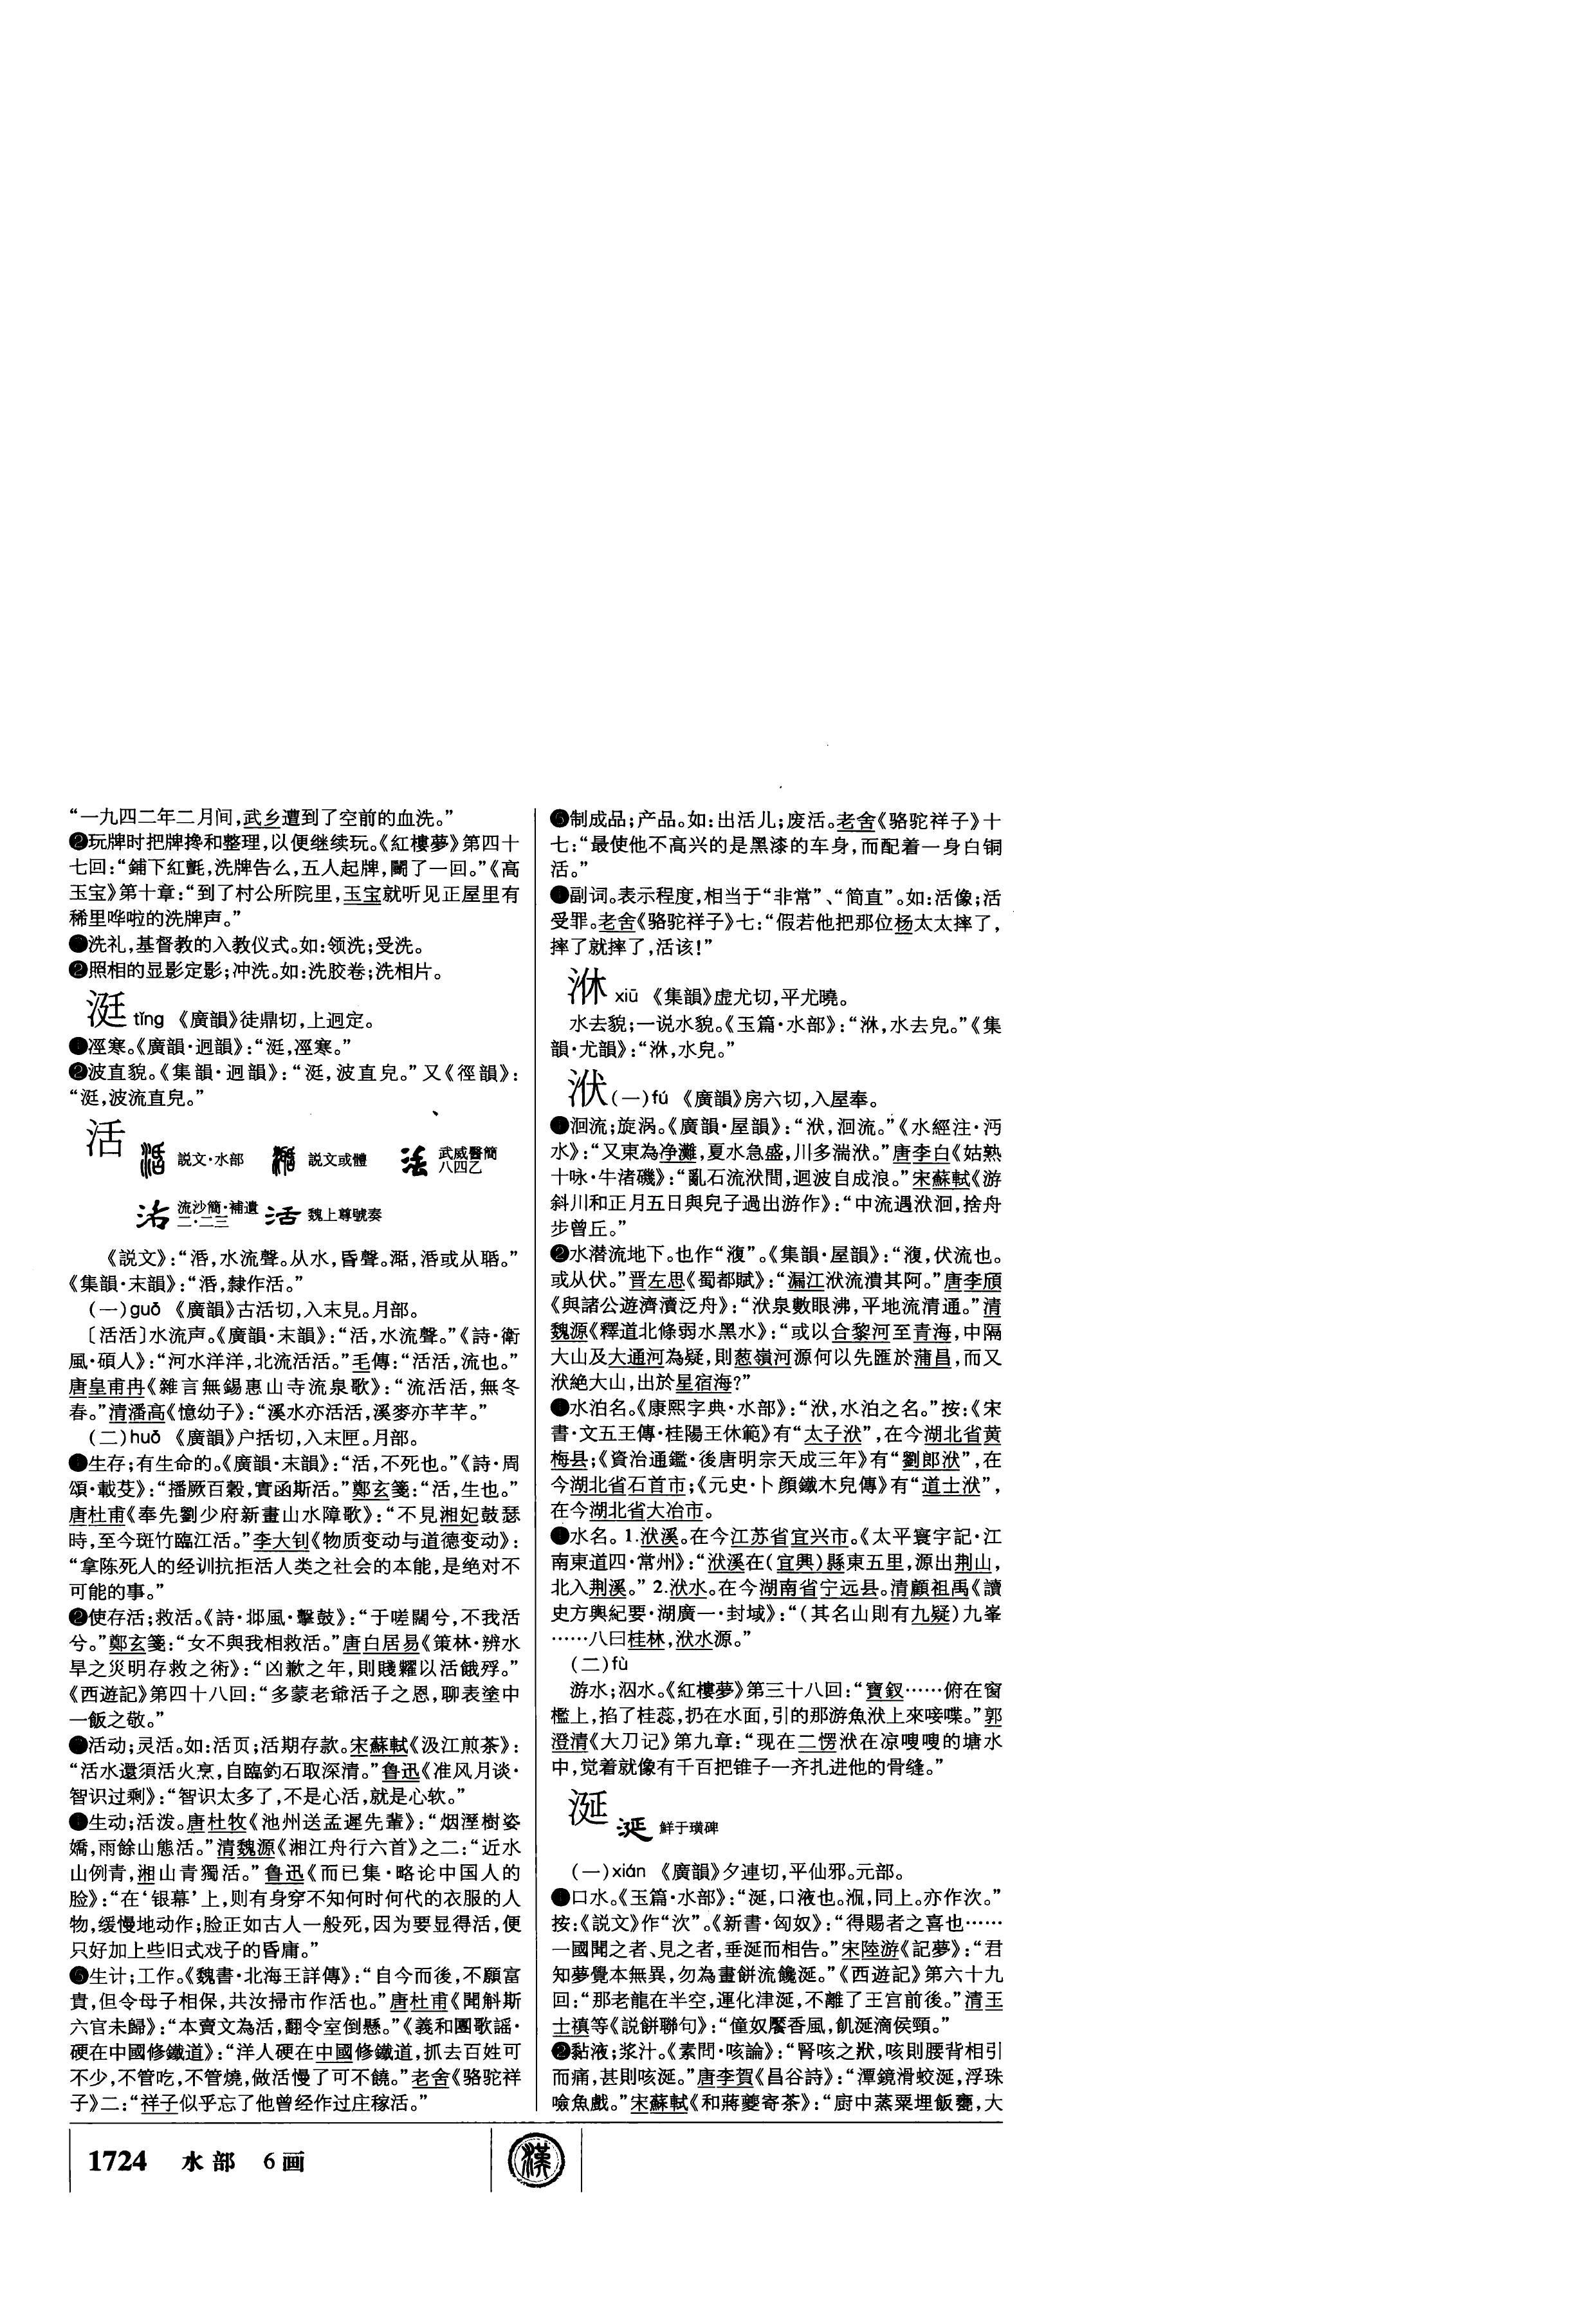 “一九四二年二月间,武乡遭到了空前的血洗。”
❷玩牌时把牌搀和整理,以便继续玩。《紅樓夢》第四十
七回:“鋪下紅氈,洗牌告么,五人起牌,鬭了一回。”《高
玉宝》第十章:“到了村公所院里,玉宝就听见正屋里有
稀里哗啦的洗牌声。”
洗礼,基督教的入教仪式。如:领洗;受洗。
照相的显影定影;冲洗。如:洗胶卷;洗相片。
涏 tǐng 《廣韻》徒鼎切,上迥定。
❶涇寒。《廣韻·迥韻》:“涏,涇寒。”
❷波直貌。《集韻·迥韻》:“涏,波直皃。”又《徑韻》:
“涏,波流直皃。”
活 説文·水部 説文或體 武威醫簡八四乙
流沙簡·補遺二·二三 魏上尊號奏
《説文》:“𣴠,水流聲。从水,𠯑聲。濊,𣴠或从聒。”
《集韻·末韻》:“𣴠,隸作活。”
(一)guō 《廣韻》古活切,入末見。月部。
〔活活〕水流声。《廣韻·末韻》:“活,水流聲。”《詩·衛
風·碩人》:“河水洋洋,北流活活。”毛傳:“活活,流也。”
唐皇甫冉《雜言無錫惠山寺流泉歌》:“流活活,無冬
春。”清潘高《憶幼子》:“溪水亦活活,溪麥亦芊芊。”
(二)huó 《廣韻》户括切,入末匣。月部。
❶生存;有生命的。《廣韻·末韻》:“活,不死也。”《詩·周
頌·載芟》:“播厥百穀,實函斯活。”鄭玄箋:“活,生也。”
唐杜甫《奉先劉少府新畫山水障歌》:“不見湘妃鼓瑟
時,至今斑竹臨江活。”李大钊《物质变动与道德变动》:
“拿陈死人的经训抗拒活人类之社会的本能,是绝对不
可能的事。”
❷使存活;救活。《詩·邶風·擊鼓》:“于嗟闊兮,不我活
兮。”鄭玄箋:“女不與我相救活。”唐白居易《策林·辨水
旱之災明存救之術》:“凶歉之年,則賤糶以活餓殍。”
《西遊記》第四十八回:“多蒙老爺活子之恩,聊表塗中
一飯之敬。”
❸活动;灵活。如:活页;活期存款。宋蘇軾《汲江煎茶》:
“活水還須活火烹,自臨釣石取深清。”鲁迅《准风月谈·
智识过剩》:“智识太多了,不是心活,就是心软。”
❹生动;活泼。唐杜牧《池州送孟遲先輩》:“烟溼樹姿
嬌,雨餘山態活。”清魏源《湘江舟行六首》之二:“近水
山例青,湘山青獨活。”鲁迅《而已集·略论中国人的
脸》:“在‘银幕’上,则有身穿不知何时何代的衣服的人
物,缓慢地动作;脸正如古人一般死,因为要显得活,便
只好加上些旧式戏子的昏庸。”
❺生计;工作。《魏書·北海王詳傳》:“自今而後,不願富
貴,但令母子相保,共汝掃市作活也。”唐杜甫《聞斛斯
六官未歸》:“本賣文為活,翻令室倒懸。”《義和團歌謡·
硬在中國修鐵道》:“洋人硬在中國修鐵道,抓去百姓可
不少,不管吃,不管燒,做活慢了可不饒。”老舍《骆驼祥
子》二:“祥子似乎忘了他曾经作过庄稼活。”
❻制成品;产品。如:出活儿;废活。老舍《骆驼祥子》十
七:“最使他不高兴的是黑漆的车身,而配着一身白铜
活。”
❼副词。表示程度,相当于“非常”、“简直”。如:活像;活
受罪。老舍《骆驼祥子》七:“假若他把那位杨太太摔了,
摔了就摔了,活该!”
㳜 xiū 《集韻》虚尤切,平尤曉。
水去貌;一说水貌。《玉篇·水部》:“㳜,水去皃。”《集
韻·尤韻》:“㳜,水皃。”
洑 (一)fú 《廣韻》房六切,入屋奉。
❶洄流;旋涡。《廣韻·屋韻》:“洑,洄流。”《水經注·沔
水》:“又東為净灘,夏水急盛,川多湍洑。”唐李白《姑熟
十咏·牛渚磯》:“亂石流洑間,迴波自成浪。”宋蘇軾《游
斜川和正月五日與兒子過出游作》:“中流遇洑洄,捨舟
步曾丘。”
❷水潜流地下。也作“澓”。《集韻·屋韻》:“澓,伏流也。
或从伏。”晋左思《蜀都賦》:“漏江洑流潰其阿。”唐李頎
《與諸公遊濟瀆泛舟》:“洑泉數眼沸,平地流清通。”清
魏源《釋道北條弱水黑水》:“或以合黎河至青海,中隔
大山及大通河為疑,則葱嶺河源何以先匯於蒲昌,而又
洑絶大山,出於星宿海?”
❸水泊名。《康熙字典·水部》:“洑,水泊之名。”按:《宋
書·文五王傳·桂陽王休範》有“太子洑”,在今湖北省黄
梅县;《資治通鑑·後唐明宗天成三年》有“劉郎洑”,在
今湖北省石首市;《元史·卜顔鐵木兒傳》有“道士洑”,
在今湖北省大冶市。
❹水名。1.洑溪。在今江苏省宜兴市。《太平寰宇記·江
南東道四·常州》:“洑溪在(宜興)縣東五里,源出荆山,
北入荆溪。”2.洑水。在今湖南省宁远县。清顧祖禹《讀
史方輿紀要·湖廣一·封域》:“(其名山則有九疑)九峯
……八曰桂林,洑水源。”
(二)fù
游水;泅水。《紅樓夢》第三十八回:“寶釵……俯在窗
檻上,掐了桂蕊,扔在水面,引的那游魚洑上來唼喋。”郭
澄清《大刀记》第九章:“现在二愣洑在凉嗖嗖的塘水
中,觉着就像有千百把锥子一齐扎进他的骨缝。”
涎 鮮于璜碑
(一)xián 《廣韻》夕連切,平仙邪。元部。
❶口水。《玉篇·水部》:“涎,口液也。㳄,同上。亦作次。”
按:《説文》作“㳄”。《新書·匈奴》:“得賜者之喜也……
一國聞之者、見之者,垂涎而相告。”宋陸游《記夢》:“君
知夢覺本無異,勿為畫餅流饞涎。”《西遊記》第六十九
回:“那老龍在半空,運化津涎,不離了王宫前後。”清王
士禛等《説餅聯句》:“僮奴饜香風,飢涎滴侯頸。”
❷黏液;浆汁。《素問·咳論》:“腎咳之狀,咳則腰背相引
而痛,甚則咳涎。”唐李賀《昌谷詩》:“潭鏡滑蛟涎,浮珠
噞魚戲。”宋蘇軾《和蔣夔寄茶》:“廚中蒸粟埋飯甕,大
1724 水部 6画
漢